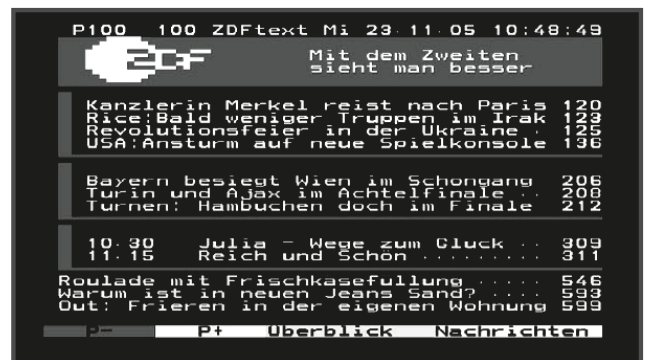 P100 100 ZDFtext Mi 23.11.05 10:48:49
ZDF
Mit dem Zweiten
sieht man besser
Kanzlerin Merkel reist nach Paris 120
Rice:Bald weniger Truppen im Irak 123
Revolutionsfeier in der Ukraine . 125
USA:Ansturm auf neue Spielkonsole 136
Bayern besiegt Wien im Schongang 206
Turin und Ajax im Achtelfinale .. 208
Turnen: Hambuchen doch im Finale 212
10.30 Julia - Wege zum Gluck .. 309
11.15 Reich und Schön ......... 311
Roulade mit Frischkasefullung ..... 546
Warum ist in neuen Jeans Sand? .... 593
Out: Frieren in der eigenen Wohnung 599
P- P+ Uberblick Nachrichten